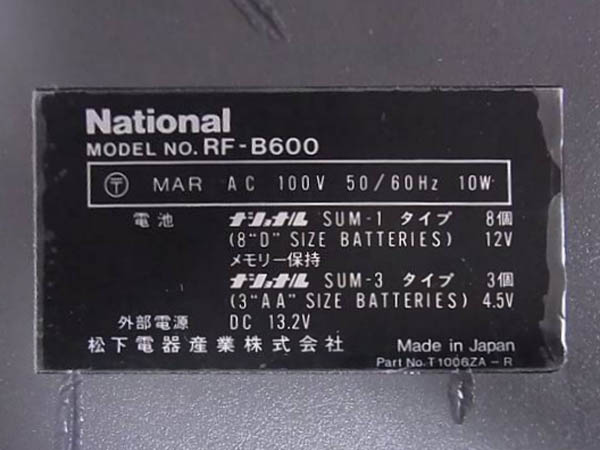 National
MODEL NO. RF-B600
〒 MAR AC 100V 50/60Hz 10W
電池 ナショナル SUM-1 タイプ 8個
(8"D" SIZE BATTERIES) 12V
メモリー保持
ナショナル SUM-3 タイプ 3個
(3"AA" SIZE BATTERIES) 4.5V
外部電源 DC 13.2V
松下電器産業株式会社 Made in Japan
Part No. T1006ZA-R